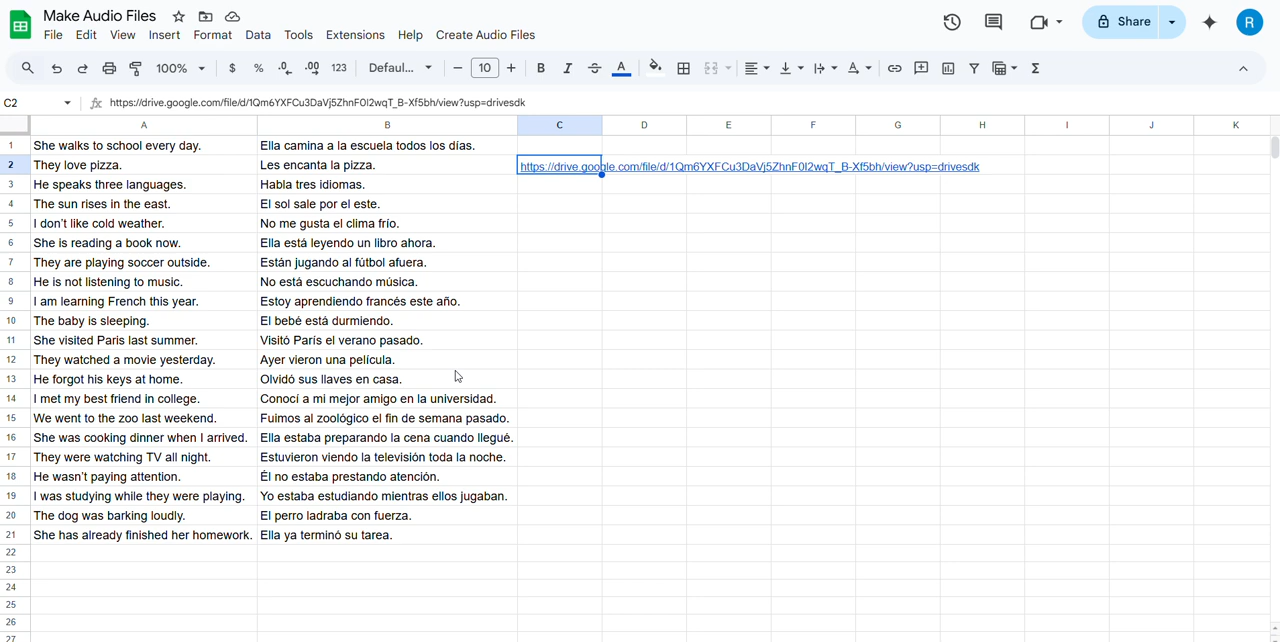 Make Audio Files
File Edit View Insert Format Data Tools Extensions Help Create Audio Files
Share
R
100% $ % .0 .00 123 Defaul... − 10 + B I S A Σ
C2 fx https://drive.google.com/file/d/1Qm6YXFCu3DaVj5ZhnF0I2wqT_B-Xf5bh/view?usp=drivesdk
A B C D E F G H I J K
1 She walks to school every day. Ella camina a la escuela todos los días.
2 They love pizza. Les encanta la pizza. https://drive.google.com/file/d/1Qm6YXFCu3DaVj5ZhnF0I2wqT_B-Xf5bh/view?usp=drivesdk
3 He speaks three languages. Habla tres idiomas.
4 The sun rises in the east. El sol sale por el este.
5 I don't like cold weather. No me gusta el clima frío.
6 She is reading a book now. Ella está leyendo un libro ahora.
7 They are playing soccer outside. Están jugando al fútbol afuera.
8 He is not listening to music. No está escuchando música.
9 I am learning French this year. Estoy aprendiendo francés este año.
10 The baby is sleeping. El bebé está durmiendo.
11 She visited Paris last summer. Visitó París el verano pasado.
12 They watched a movie yesterday. Ayer vieron una película.
13 He forgot his keys at home. Olvidó sus llaves en casa.
14 I met my best friend in college. Conocí a mi mejor amigo en la universidad.
15 We went to the zoo last weekend. Fuimos al zoológico el fin de semana pasado.
16 She was cooking dinner when I arrived. Ella estaba preparando la cena cuando llegué.
17 They were watching TV all night. Estuvieron viendo la televisión toda la noche.
18 He wasn't paying attention. Él no estaba prestando atención.
19 I was studying while they were playing. Yo estaba estudiando mientras ellos jugaban.
20 The dog was barking loudly. El perro ladraba con fuerza.
21 She has already finished her homework. Ella ya terminó su tarea.
22
23
24
25
26
27